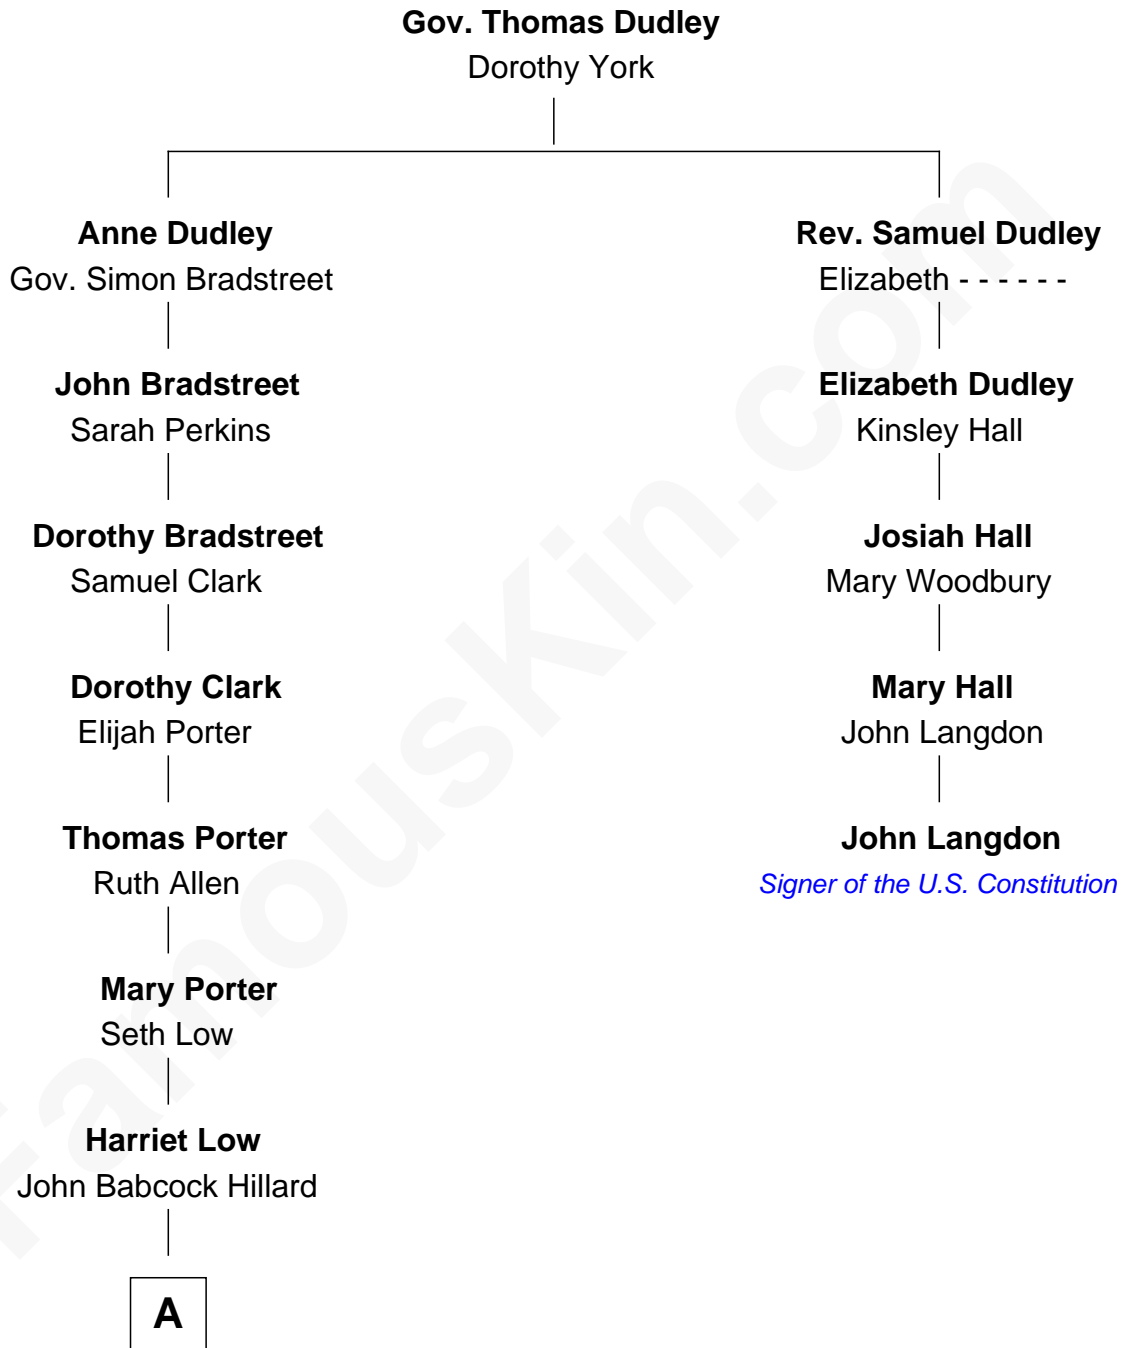 Gov. Thomas Dudley
Dorothy York
Anne Dudley
Gov. Simon Bradstreet
John Bradstreet
Sarah Perkins
Dorothy Bradstreet
Samuel Clark
Dorothy Clark
Elijah Porter
Thomas Porter
Ruth Allen
Mary Porter
Seth Low
Harriet Low
John Babcock Hillard
A
Rev. Samuel Dudley
Elizabeth - - - - - -
Elizabeth Dudley
Kinsley Hall
Josiah Hall
Mary Woodbury
Mary Hall
John Langdon
John Langdon
Signer of the U.S. Constitution
FamousKin.com